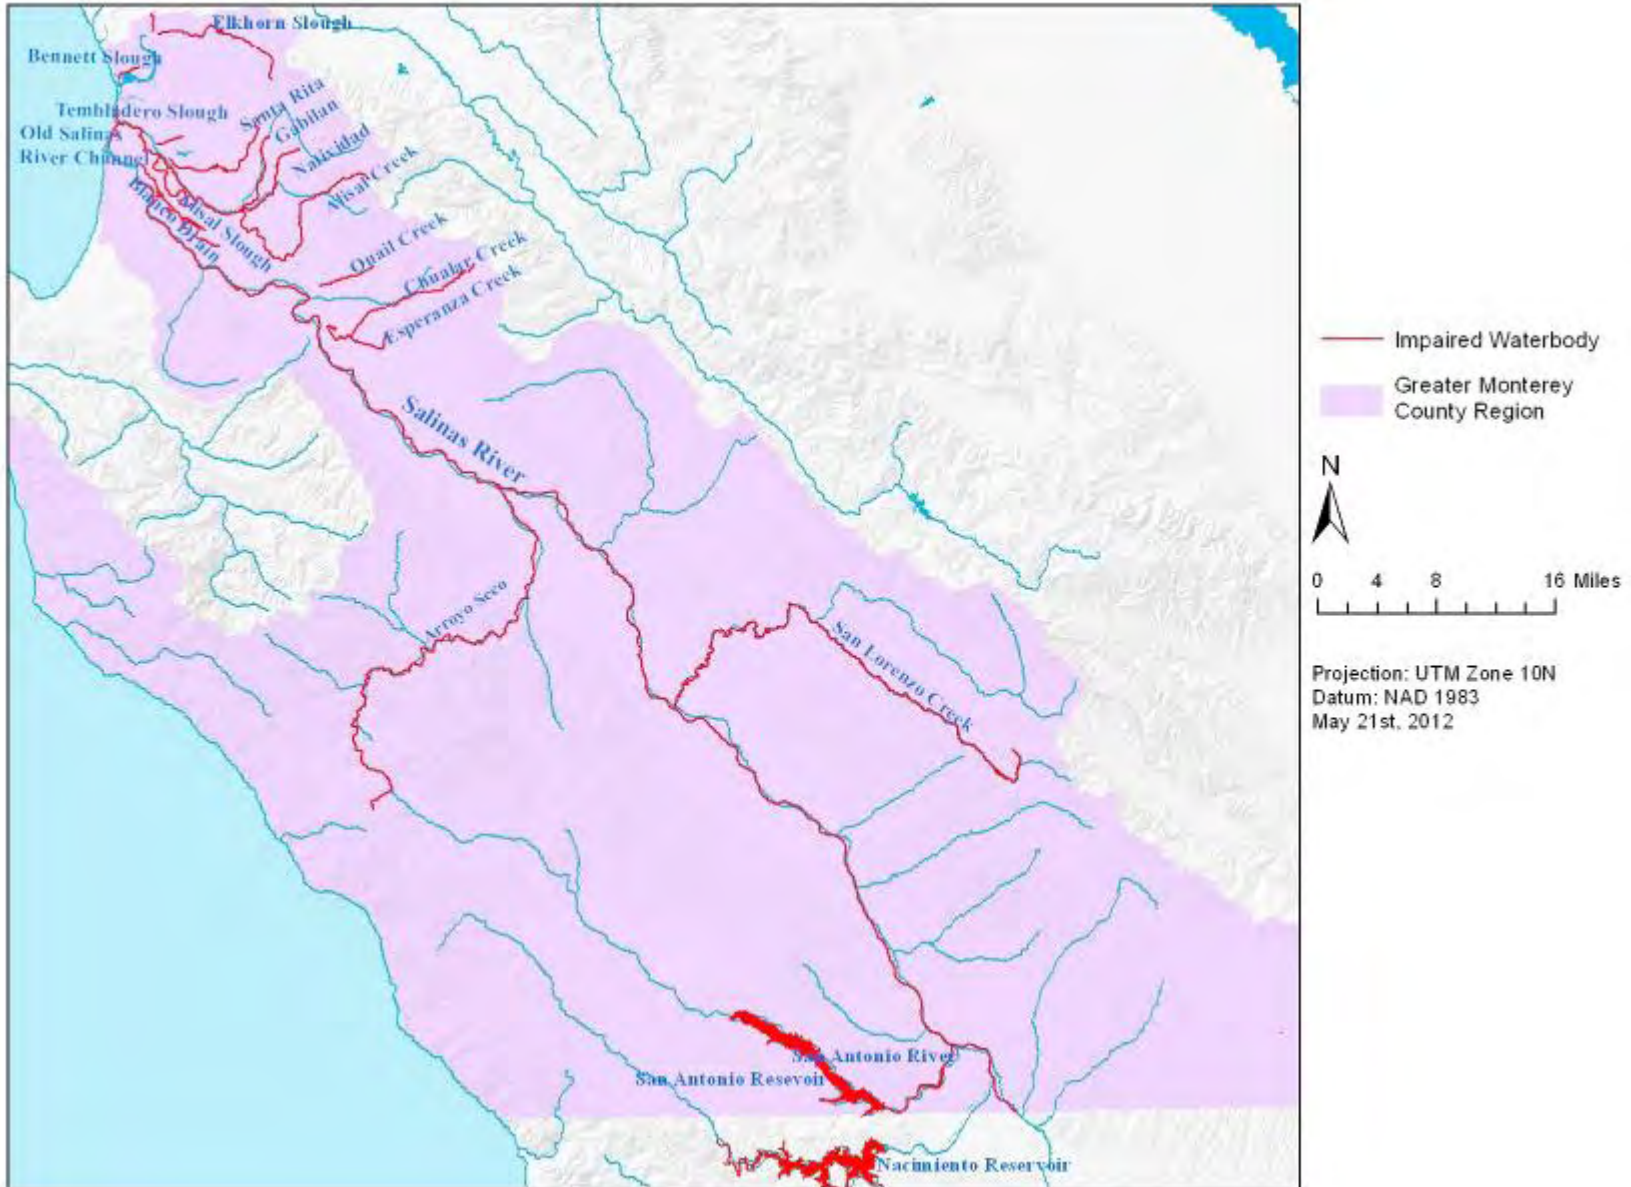 Elkhorn Slough
Bennett Slough
Santa Rita
Tembladero Slough
Gabilan
Old Salinas
River Channel
Natividad
Alisal Creek
Blanco Drain
Alisal Slough
Quail Creek
Chualar Creek
Esperanza Creek
Salinas River
Arroyo Seco
San Lorenzo Creek
San Antonio River
San Antonio Resevoir
Nacimiento Reservoir
Impaired Waterbody
Greater Monterey
County Region
N
0 4 8 16 Miles
Projection: UTM Zone 10N
Datum: NAD 1983
May 21st, 2012